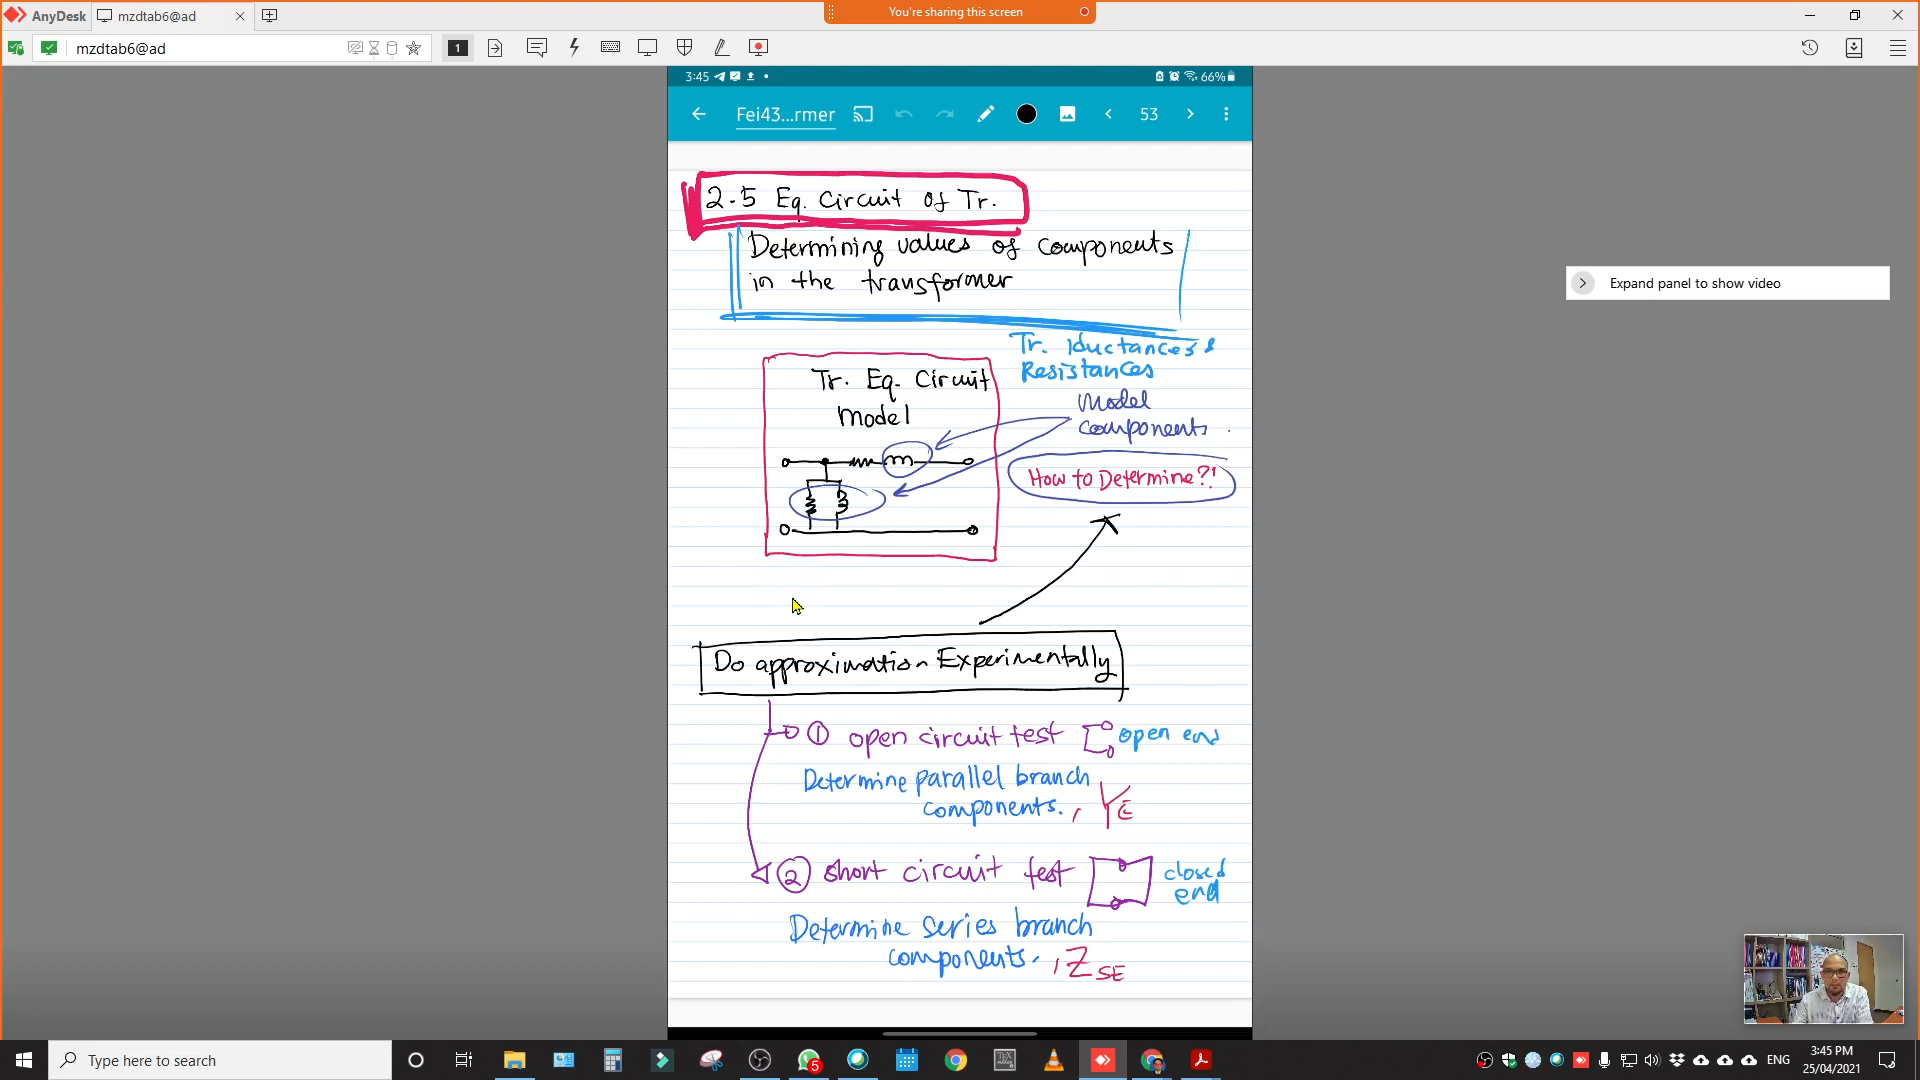 AnyDesk
mzdtab6@ad
You're sharing this screen
mzdtab6@ad
1
3:45
66%
Fei43...rmer
53
2-5 Eq. Circuit of Tr.
Determining values of components
in the transformer
Tr. Iductances &
Resistances
Tr. Eq. Circuit
Model
Model
components.
How to Determine?!
Expand panel to show video
Do approximation Experimentally
1 open circuit test open end
Determine parallel branch
components. , YE
2 short circuit test closed
end
Determine series branch
components. , ZSE
Type here to search
5
ENG
3:45 PM
25/04/2021